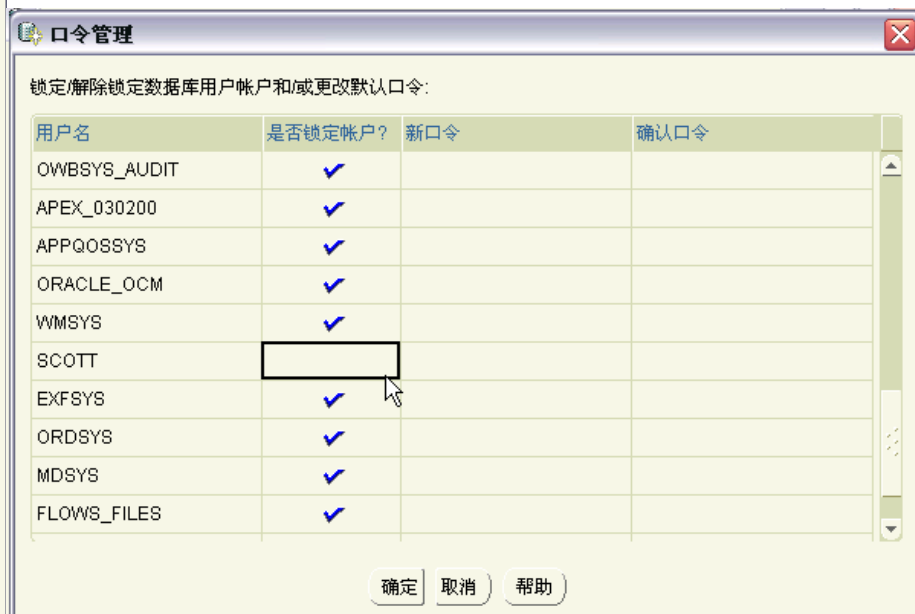 口令管理
锁定/解除锁定数据库用户帐户和/或更改默认口令:
用户名 是否锁定帐户? 新口令 确认口令
OWBSYS_AUDIT
APEX_030200
APPQOSSYS
ORACLE_OCM
WMSYS
SCOTT
EXFSYS
ORDSYS
MDSYS
FLOWS_FILES
确定 取消 帮助